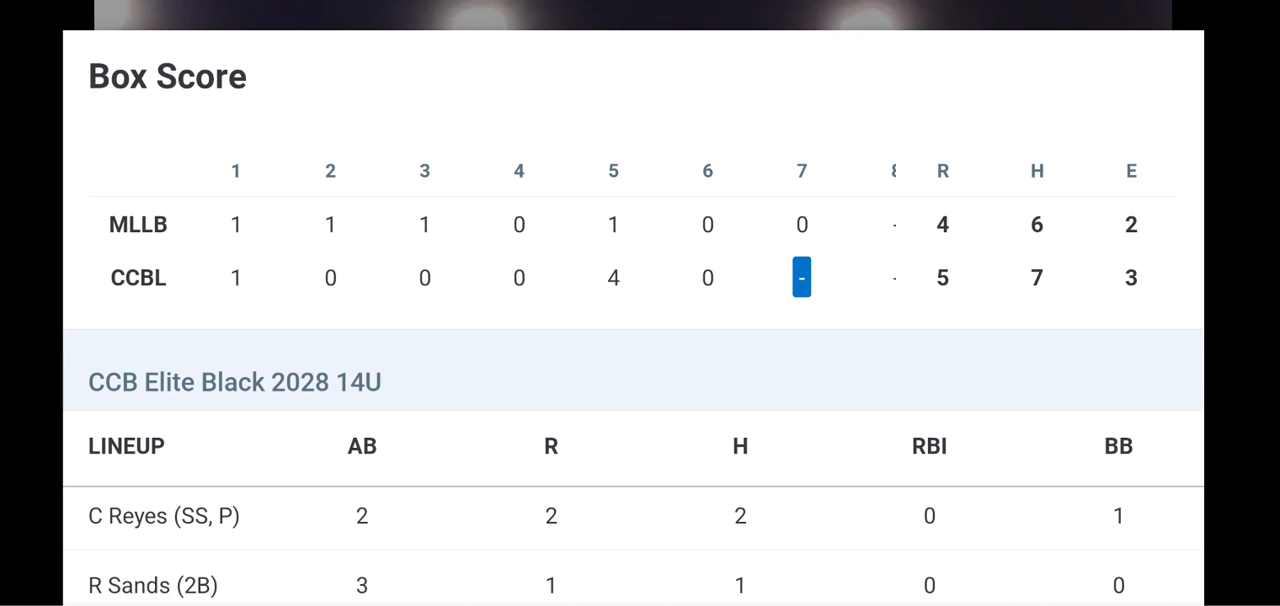 Box Score
1 2 3 4 5 6 7 R H E
MLLB 1 1 1 0 1 0 0 4 6 2
CCBL 1 0 0 0 4 0 - 5 7 3
CCB Elite Black 2028 14U
LINEUP AB R H RBI BB
C Reyes (SS, P) 2 2 2 0 1
R Sands (2B) 3 1 1 0 0